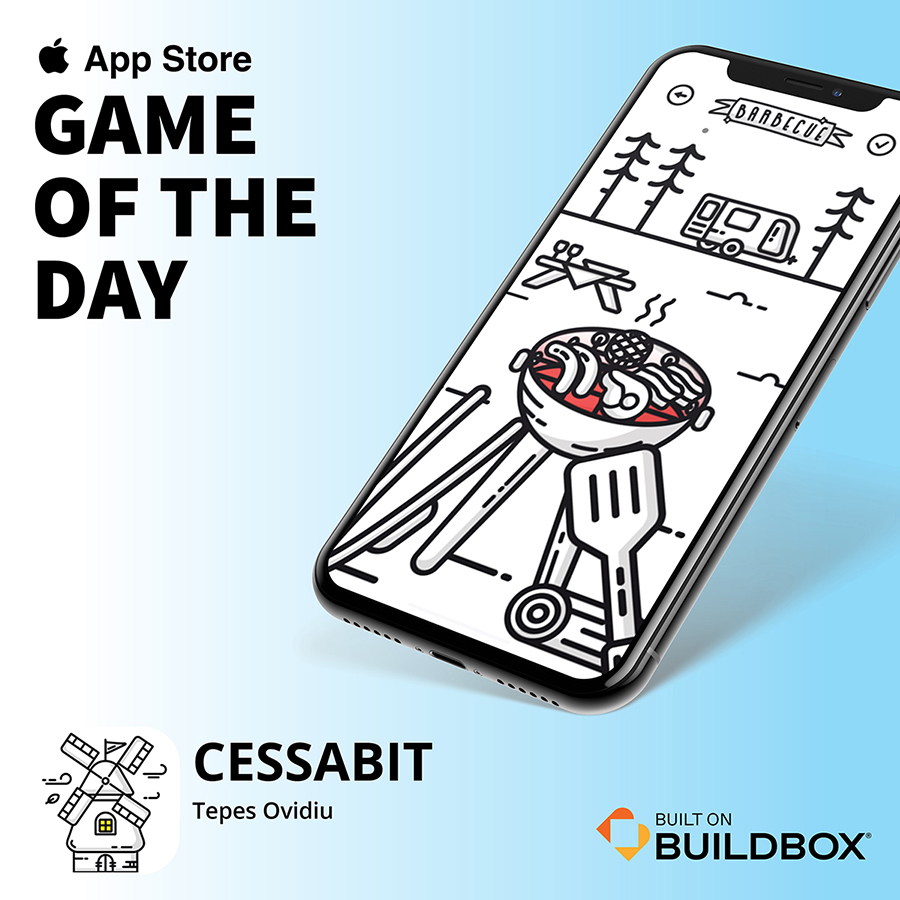 App Store
GAME
OF THE
DAY
BARBECUE
CESSABIT
Tepes Ovidiu
BUILT ON
BUILDBOX®